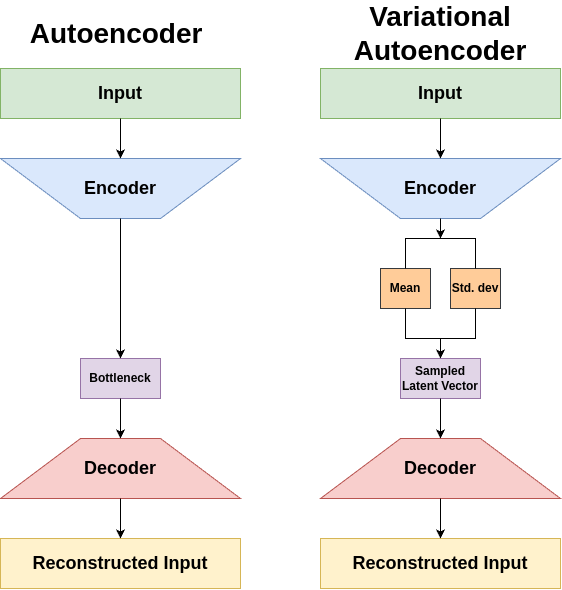 Autoencoder
Input
Encoder
Bottleneck
Decoder
Reconstructed Input
Variational
Autoencoder
Input
Encoder
Mean
Std. dev
Sampled
Latent Vector
Decoder
Reconstructed Input